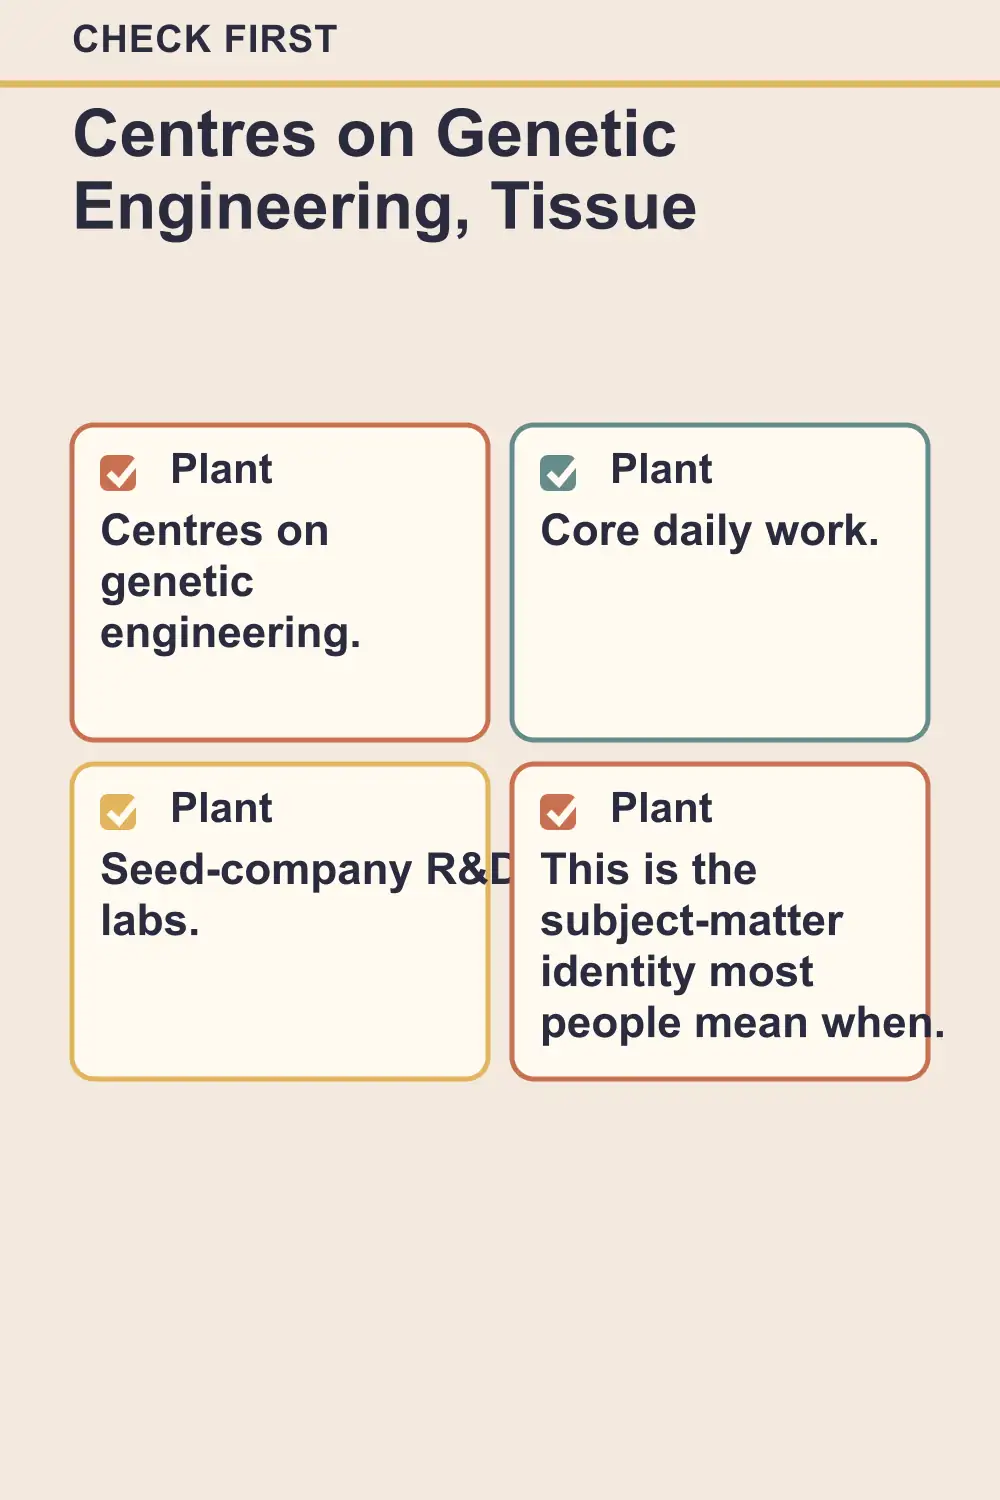 CHECK FIRST
Centres on Genetic
Engineering, Tissue
Plant
Centres on
genetic
engineering.
Plant
Core daily work.
Plant
Seed-company R&D
labs.
Plant
This is the
subject-matter
identity most
people mean when.